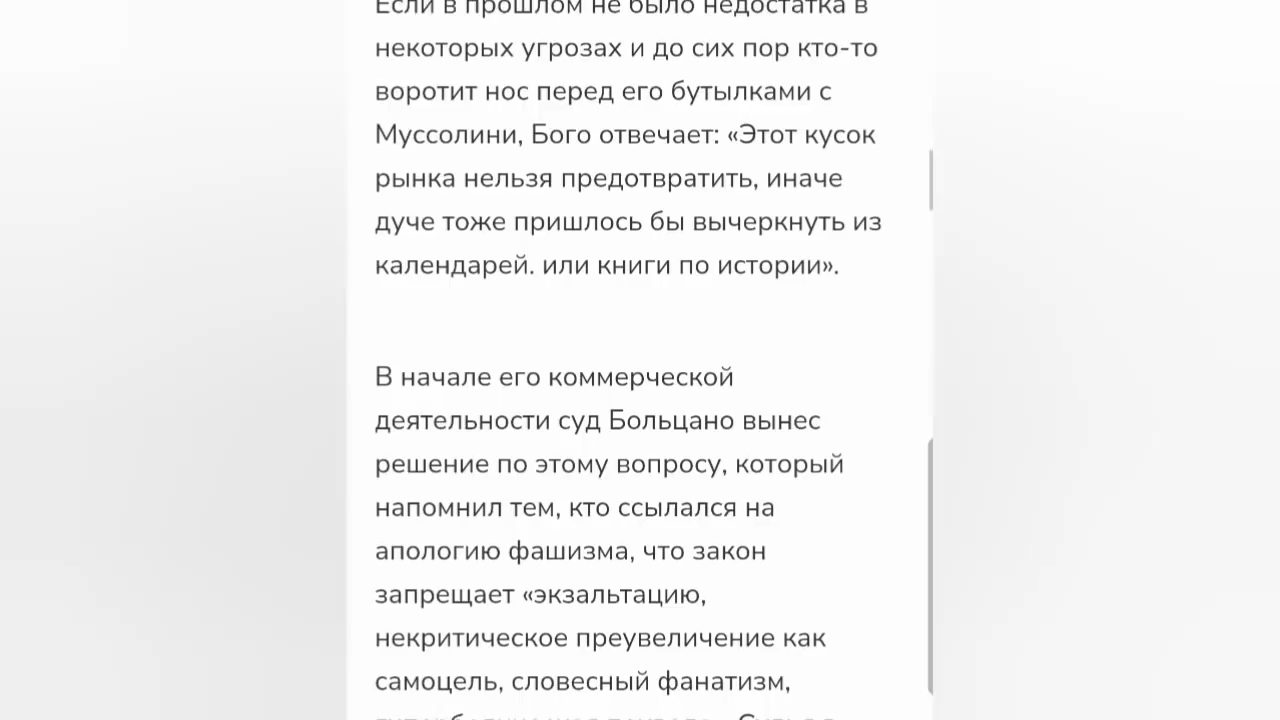 Если в прошлом не было недостатка в
некоторых угрозах и до сих пор кто-то
воротит нос перед его бутылками с
Муссолини, Бого отвечает: «Этот кусок
рынка нельзя предотвратить, иначе
дуче тоже пришлось бы вычеркнуть из
календарей. или книги по истории».
В начале его коммерческой
деятельности суд Больцано вынес
решение по этому вопросу, который
напомнил тем, кто ссылался на
апологию фашизма, что закон
запрещает «экзальтацию,
некритическое преувеличение как
самоцель, словесный фанатизм,